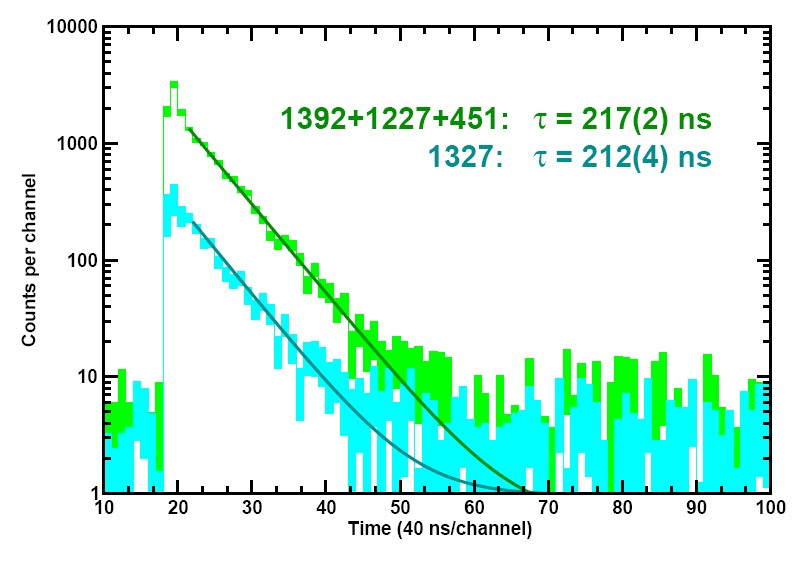 10000
1000
100
10
1
1392+1227+451: τ = 217(2) ns
1327: τ = 212(4) ns
Counts per channel
10 20 30 40 50 60 70 80 90 100
Time (40 ns/channel)